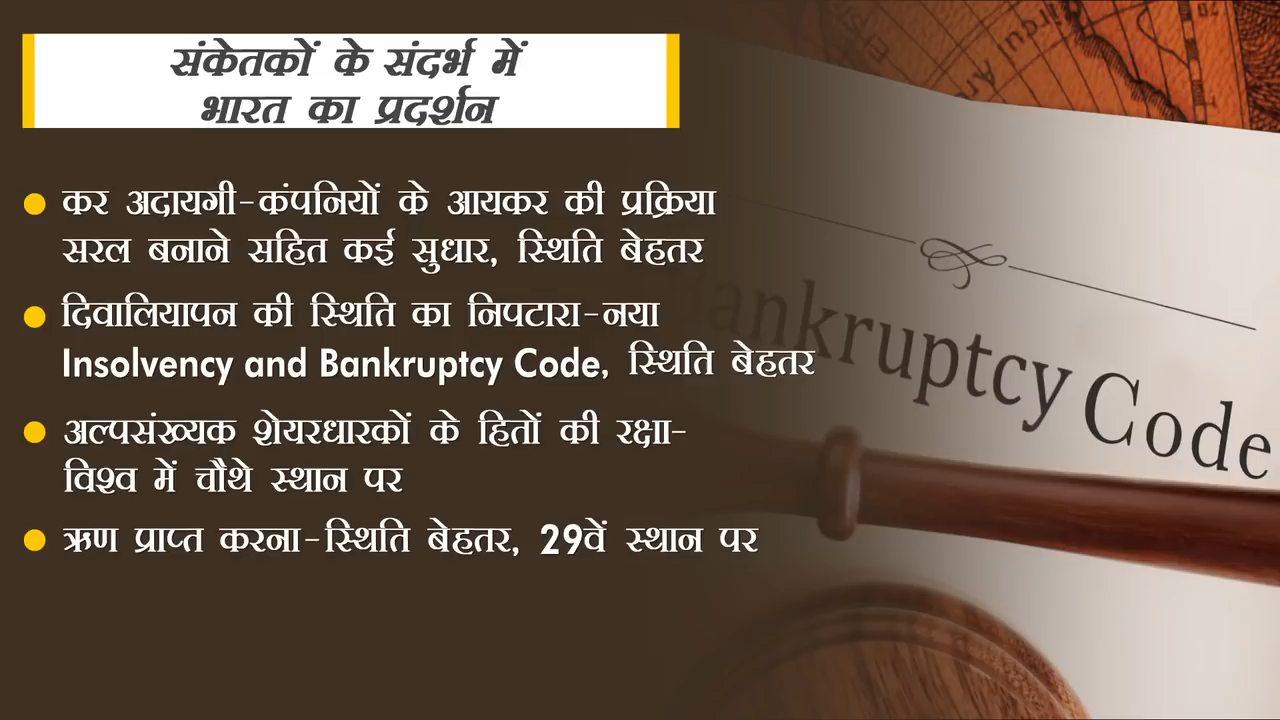 संकेतकों के संदर्भ में
भारत का प्रदर्शन
कर अदायगी-कंपनियों के आयकर की प्रक्रिया
सरल बनाने सहित कई सुधार, स्थिति बेहतर
दिवालियापन की स्थिति का निपटारा-नया
Insolvency and Bankruptcy Code, स्थिति बेहतर
अल्पसंख्यक शेयरधारकों के हितों की रक्षा-
विश्व में चौथे स्थान पर
ऋण प्राप्त करना-स्थिति बेहतर, 29वें स्थान पर
Bankruptcy Code